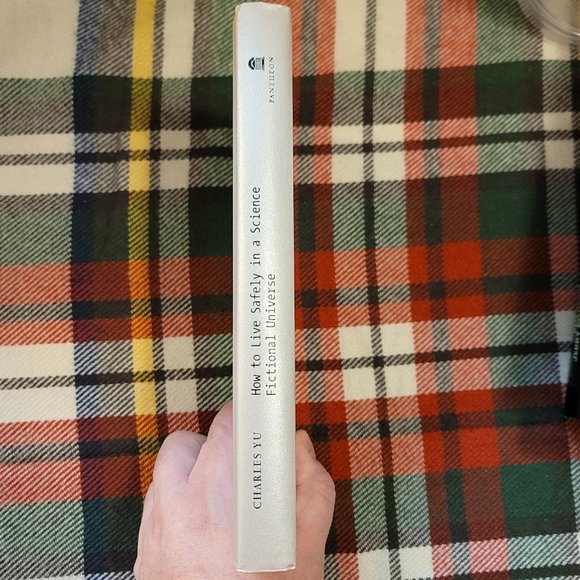 CHARLES YU
How to Live Safely in a Science
Fictional Universe
PANTHEON